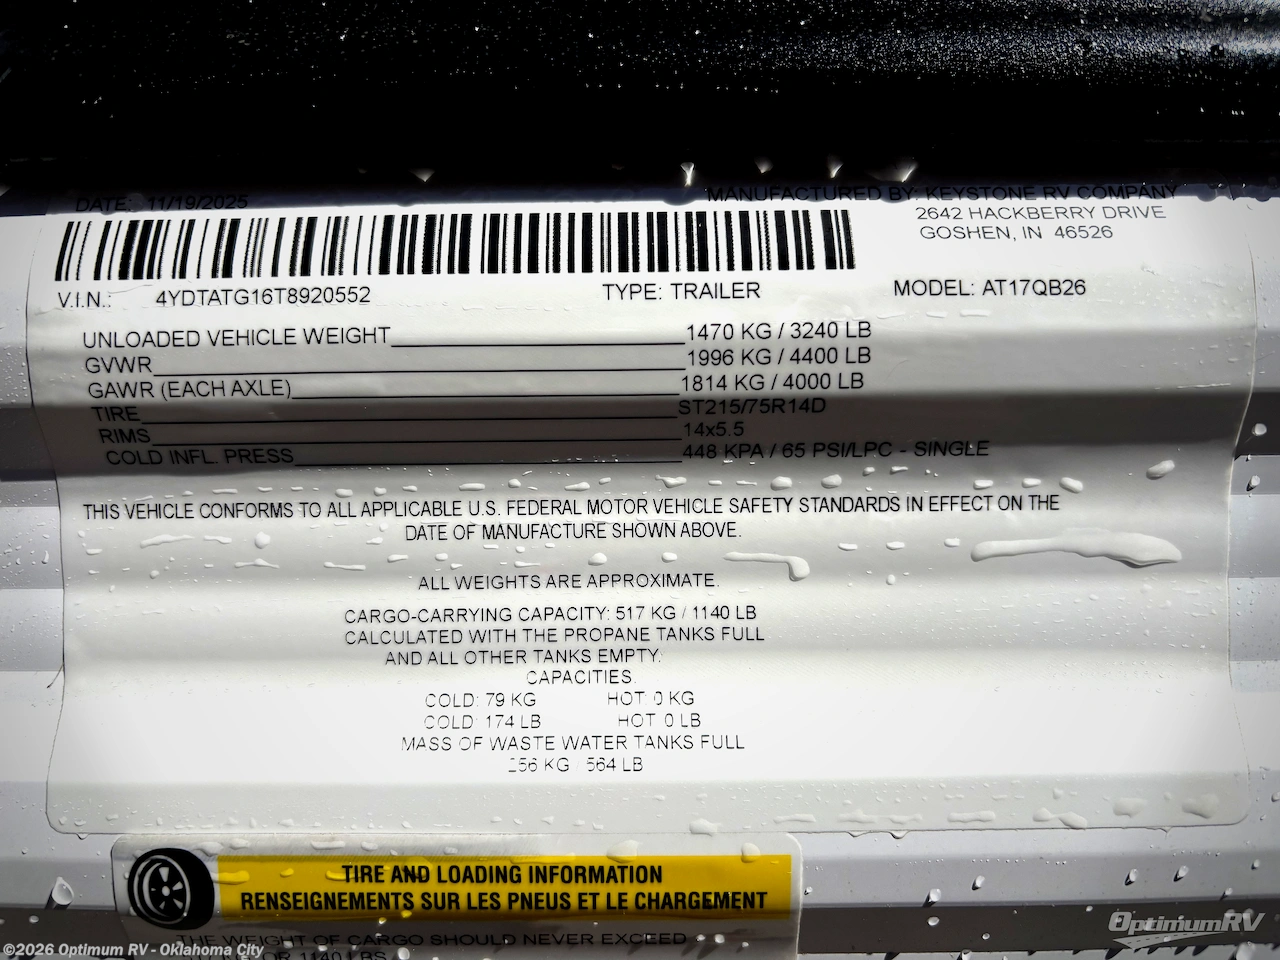 DATE: 11/19/2025
MANUFACTURED BY: KEYSTONE RV COMPANY
2642 HACKBERRY DRIVE
GOSHEN, IN 46526
V.I.N.: 4YDTATG16T8920552 TYPE: TRAILER MODEL: AT17QB26
UNLOADED VEHICLE WEIGHT 1470 KG / 3240 LB
GVWR 1996 KG / 4400 LB
GAWR (EACH AXLE) 1814 KG / 4000 LB
TIRE ST215/75R14D
RIMS 14x5.5
COLD INFL. PRESS 448 KPA / 65 PSI/LPC - SINGLE
THIS VEHICLE CONFORMS TO ALL APPLICABLE U.S. FEDERAL MOTOR VEHICLE SAFETY STANDARDS IN EFFECT ON THE
DATE OF MANUFACTURE SHOWN ABOVE.
ALL WEIGHTS ARE APPROXIMATE.
CARGO-CARRYING CAPACITY: 517 KG / 1140 LB
CALCULATED WITH THE PROPANE TANKS FULL
AND ALL OTHER TANKS EMPTY.
CAPACITIES.
COLD: 79 KG HOT: 0 KG
COLD: 174 LB HOT: 0 LB
MASS OF WASTE WATER TANKS FULL
256 KG / 564 LB
TIRE AND LOADING INFORMATION
RENSEIGNEMENTS SUR LES PNEUS ET LE CHARGEMENT
THE WEIGHT OF CARGO SHOULD NEVER EXCEED
OR 1140 LBS
©2026 Optimum RV - Oklahoma City
OptimumRV